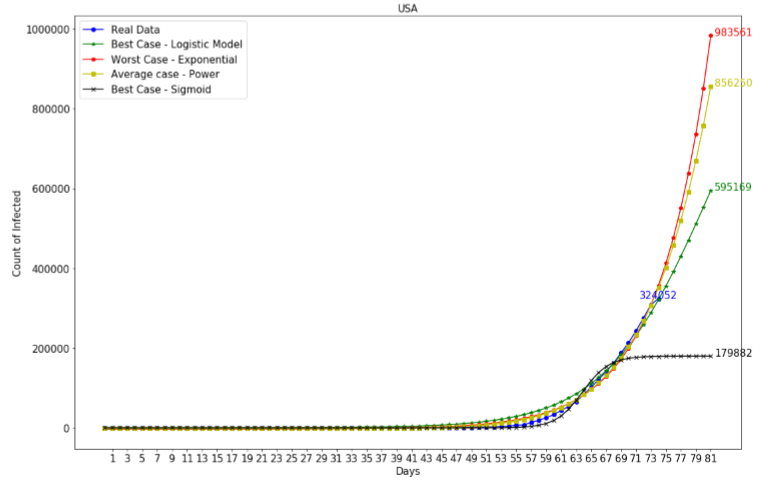 USA
Real Data
Best Case - Logistic Model
Worst Case - Exponential
Average case - Power
Best Case - Sigmoid
983561
856260
595169
324052
179882
1000000
800000
600000
400000
200000
0
Count of Infected
1 3 5 7 9 11 13 15 17 19 21 23 25 27 29 31 33 35 37 39 41 43 45 47 49 51 53 55 57 59 61 63 65 67 69 71 73 75 77 79 81
Days